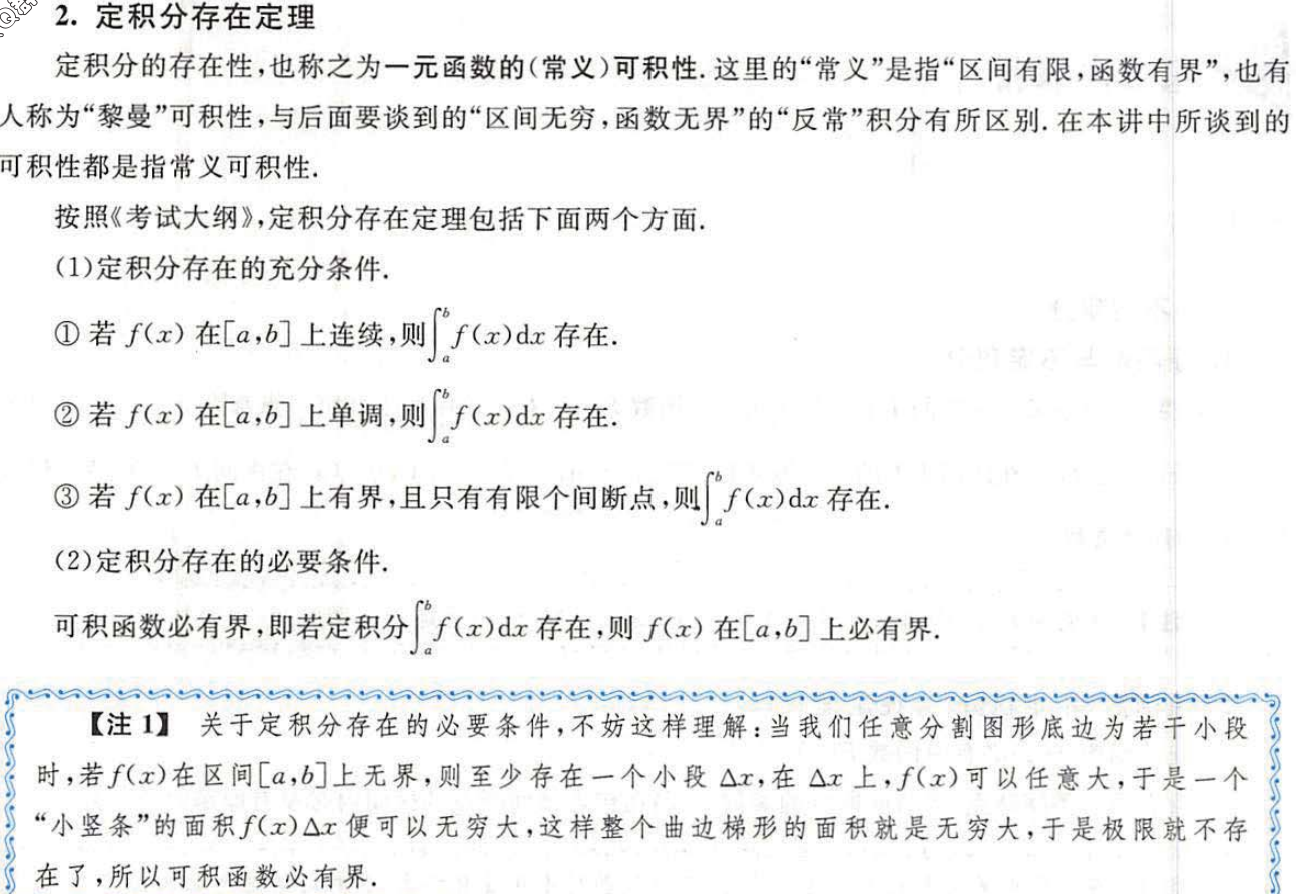 2. 定积分存在定理
定积分的存在性,也称之为一元函数的(常义)可积性. 这里的“常义”是指“区间有限,函数有界”,也有
人称为“黎曼”可积性,与后面要谈到的“区间无穷,函数无界”的“反常”积分有所区别. 在本讲中所谈到的
可积性都是指常义可积性.
按照《考试大纲》,定积分存在定理包括下面两个方面.
(1)定积分存在的充分条件.
① 若 f(x) 在[a,b] 上连续,则∫_a^b f(x)dx 存在.
② 若 f(x) 在[a,b] 上单调,则∫_a^b f(x)dx 存在.
③ 若 f(x) 在[a,b] 上有界,且只有有限个间断点,则∫_a^b f(x)dx 存在.
(2)定积分存在的必要条件.
可积函数必有界,即若定积分∫_a^b f(x)dx 存在,则 f(x) 在[a,b] 上必有界.
【注 1】 关于定积分存在的必要条件,不妨这样理解:当我们任意分割图形底边为若干小段
时,若f(x)在区间[a,b]上无界,则至少存在一个小段 Δx,在 Δx 上,f(x)可以任意大,于是一个
“小竖条”的面积f(x)Δx 便可以无穷大,这样整个曲边梯形的面积就是无穷大,于是极限就不存
在了,所以可积函数必有界.